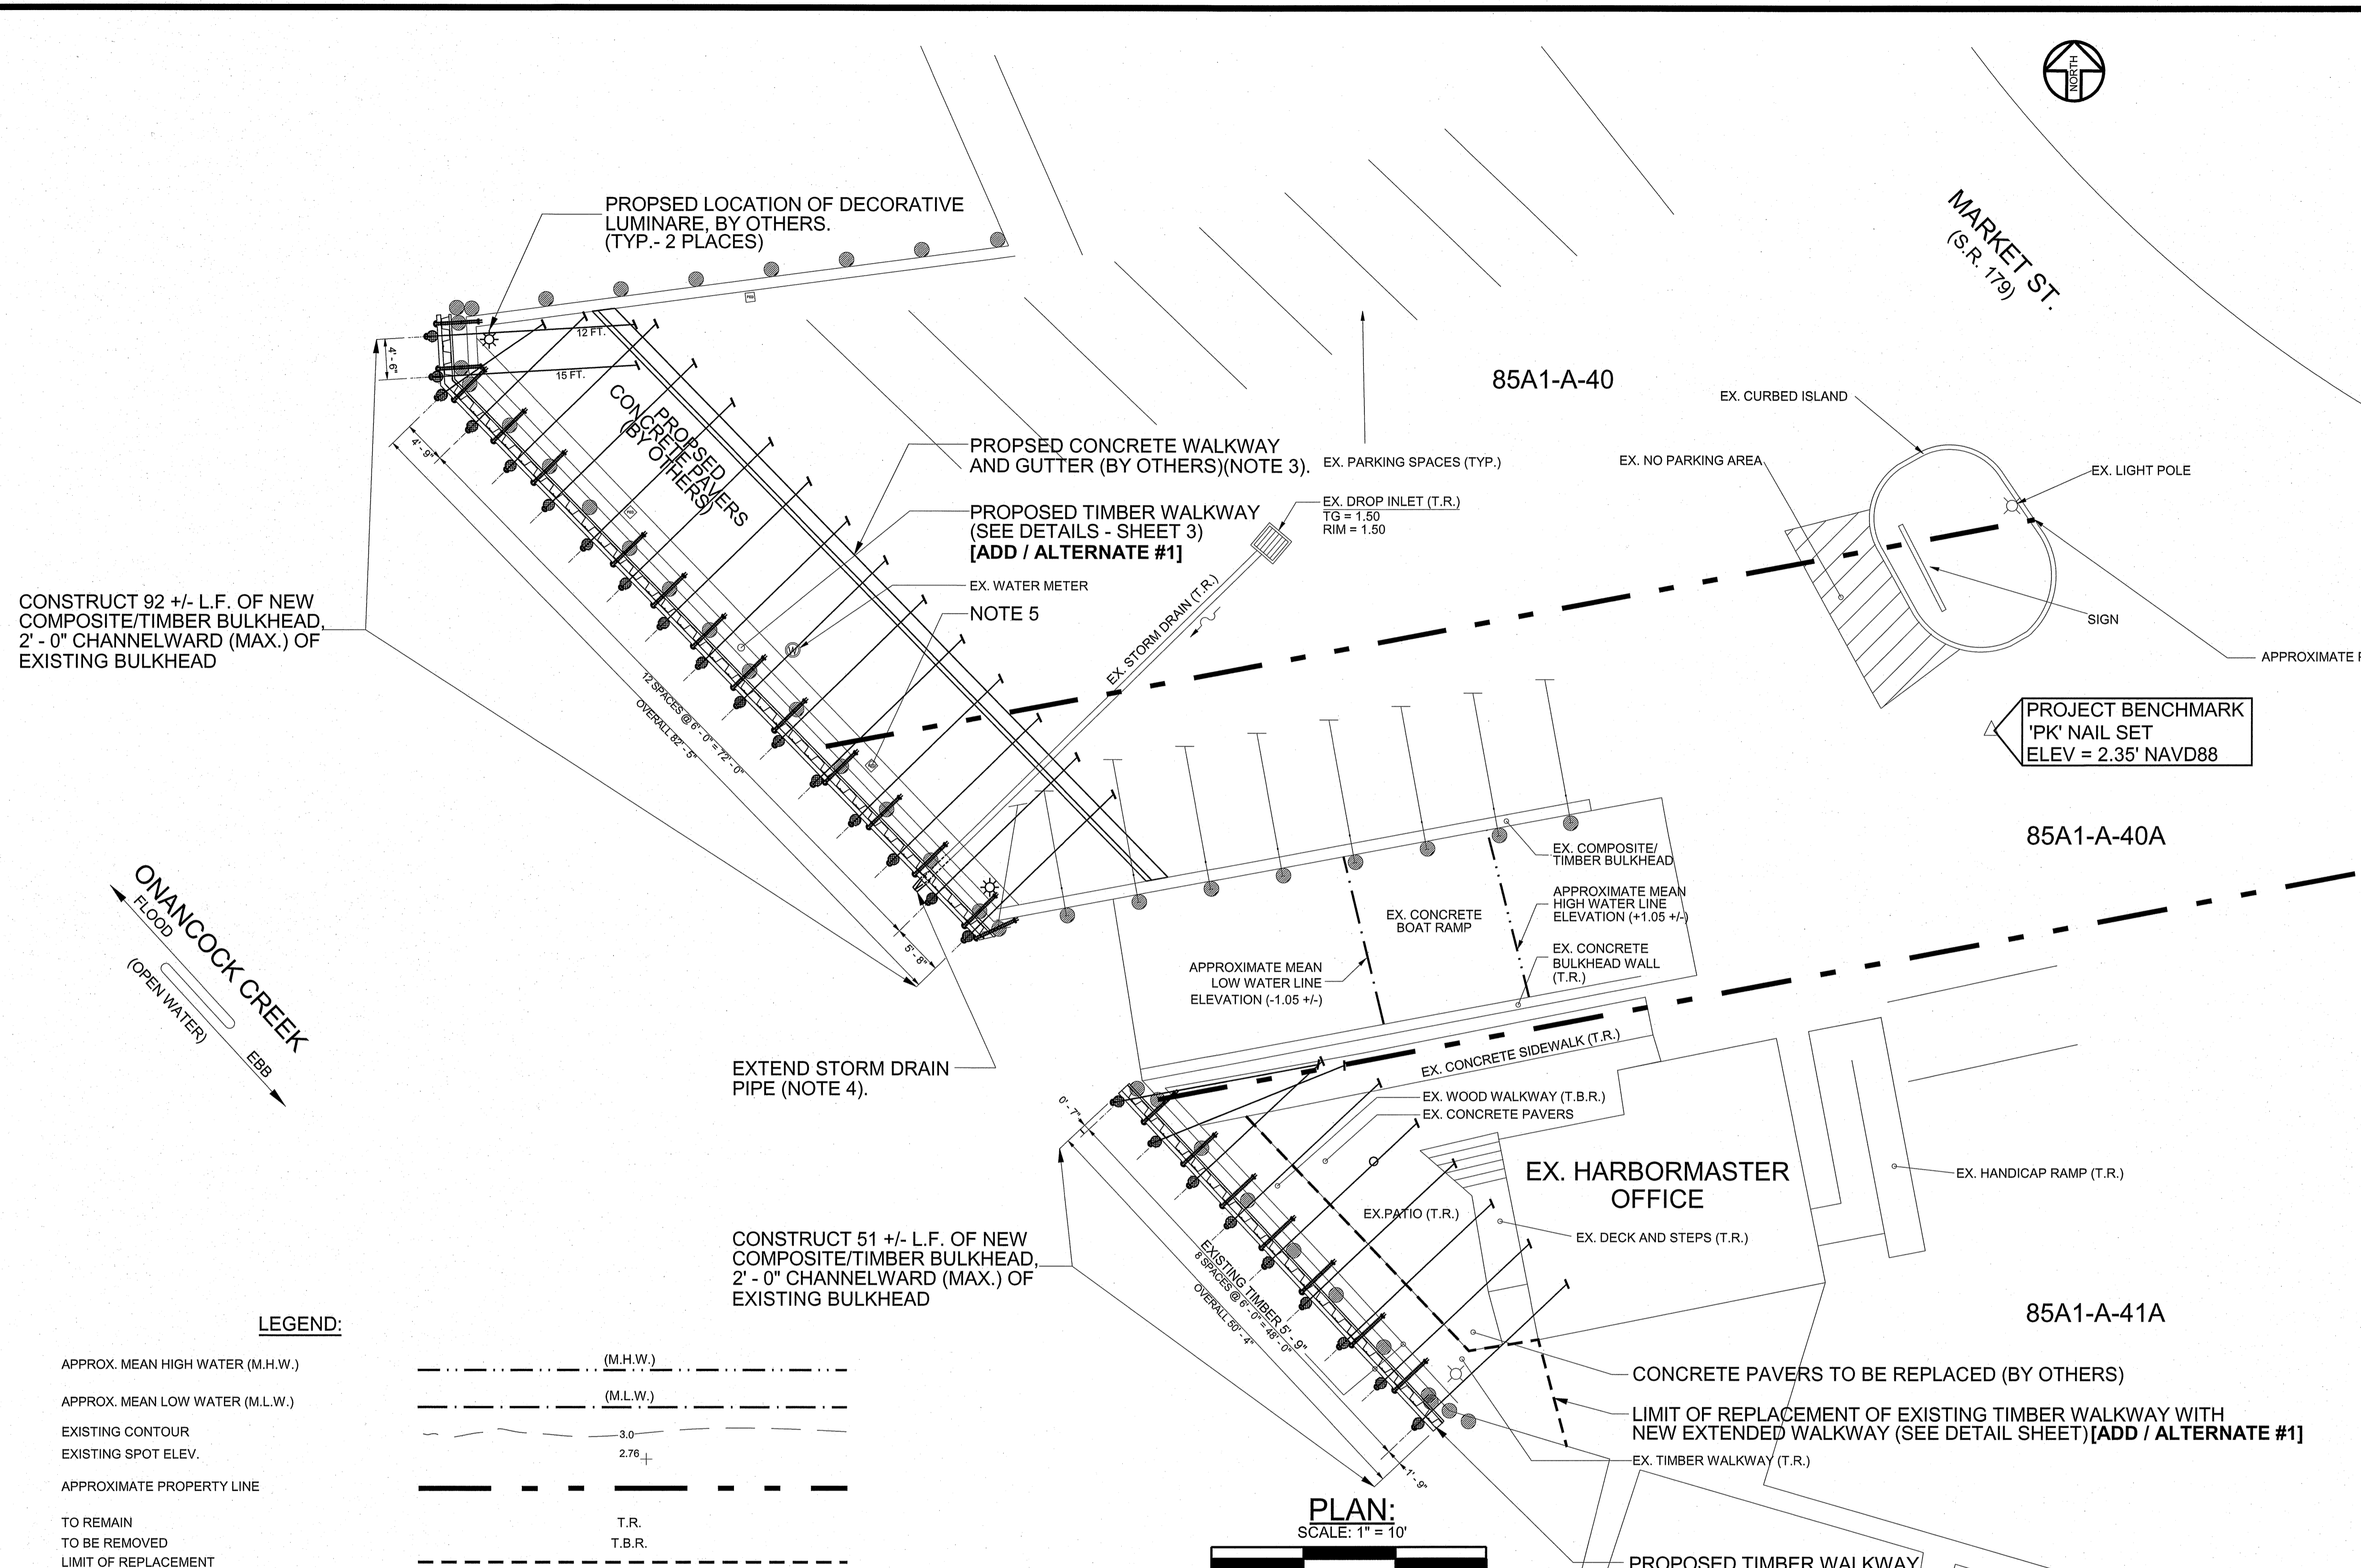 NORTH
PROPSED LOCATION OF DECORATIVE
LUMINARE, BY OTHERS.
(TYP.- 2 PLACES)
MARKET ST.
(S.R. 179)
12 FT.
15 FT.
4' - 6"
4' - 9"
PROPSED
CONCRETE PAVERS
(BY OTHERS)
85A1-A-40
EX. CURBED ISLAND
PROPSED CONCRETE WALKWAY
AND GUTTER (BY OTHERS)(NOTE 3).
EX. PARKING SPACES (TYP.)
EX. NO PARKING AREA
EX. LIGHT POLE
PROPOSED TIMBER WALKWAY
(SEE DETAILS - SHEET 3)
[ADD / ALTERNATE #1]
EX. DROP INLET (T.R.)
TG = 1.50
RIM = 1.50
EX. WATER METER
NOTE 5
W
EX. STORM DRAIN (T.R.)
SIGN
APPROXIMATE
CONSTRUCT 92 +/- L.F. OF NEW
COMPOSITE/TIMBER BULKHEAD,
2' - 0" CHANNELWARD (MAX.) OF
EXISTING BULKHEAD
12 SPACES @ 6' - 0" = 72' - 0"
OVERALL 82' - 5"
PROJECT BENCHMARK
'PK' NAIL SET
ELEV = 2.35' NAVD88
85A1-A-40A
EX. COMPOSITE/
TIMBER BULKHEAD
APPROXIMATE MEAN
HIGH WATER LINE
ELEVATION (+1.05 +/-)
EX. CONCRETE
BOAT RAMP
EX. CONCRETE
BULKHEAD WALL
(T.R.)
APPROXIMATE MEAN
LOW WATER LINE
ELEVATION (-1.05 +/-)
5' - 8"
ONANCOCK CREEK
FLOOD
(OPEN WATER)
EBB
EXTEND STORM DRAIN
PIPE (NOTE 4).
EX. CONCRETE SIDEWALK (T.R.)
EX. WOOD WALKWAY (T.B.R.)
EX. CONCRETE PAVERS
0' - 7"
EX. HARBORMASTER
OFFICE
EX. HANDICAP RAMP (T.R.)
EX.PATIO (T.R.)
EX. DECK AND STEPS (T.R.)
CONSTRUCT 51 +/- L.F. OF NEW
COMPOSITE/TIMBER BULKHEAD,
2' - 0" CHANNELWARD (MAX.) OF
EXISTING BULKHEAD
EXISTING TIMBER 5' - 9"
8 SPACES @ 6' - 0" = 48' - 0"
OVERALL 50' - 4"
1' - 9"
85A1-A-41A
CONCRETE PAVERS TO BE REPLACED (BY OTHERS)
LIMIT OF REPLACEMENT OF EXISTING TIMBER WALKWAY WITH
NEW EXTENDED WALKWAY (SEE DETAIL SHEET)[ADD / ALTERNATE #1]
EX. TIMBER WALKWAY (T.R.)
PROPOSED TIMBER WALKWAY
PLAN:
SCALE: 1" = 10'
LEGEND:
APPROX. MEAN HIGH WATER (M.H.W.)
(M.H.W.)
APPROX. MEAN LOW WATER (M.L.W.)
(M.L.W.)
EXISTING CONTOUR
3.0
EXISTING SPOT ELEV.
2.76
APPROXIMATE PROPERTY LINE
TO REMAIN
T.R.
TO BE REMOVED
T.B.R.
LIMIT OF REPLACEMENT